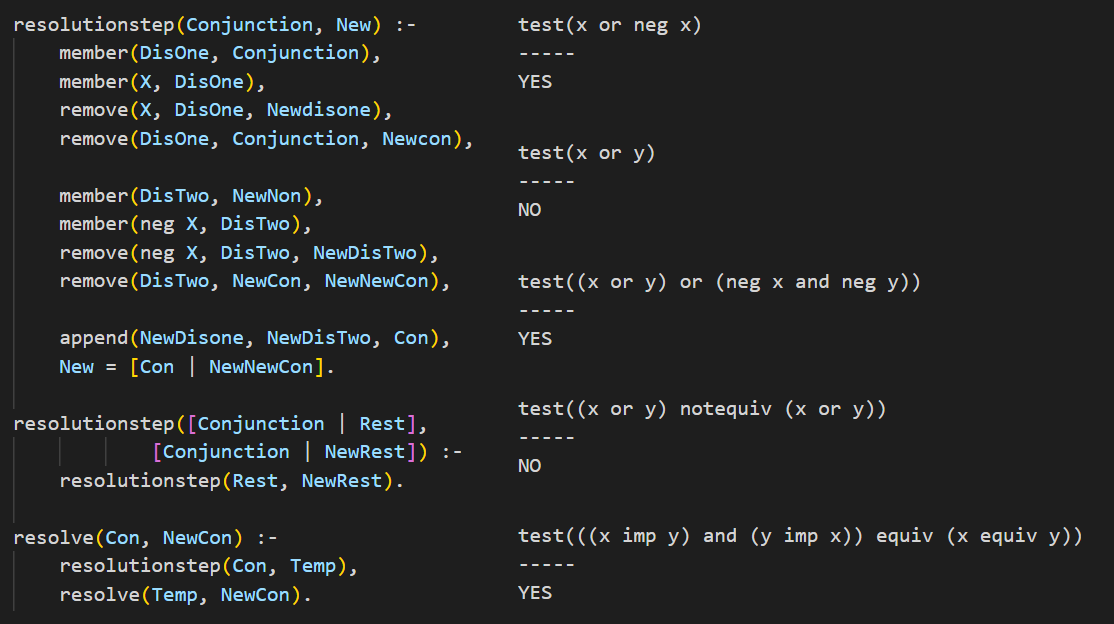 resolutionstep(Conjunction, New) :-
member(DisOne, Conjunction),
member(X, DisOne),
remove(X, DisOne, Newdisone),
remove(DisOne, Conjunction, Newcon),
member(DisTwo, NewNon),
member(neg X, DisTwo),
remove(neg X, DisTwo, NewDisTwo),
remove(DisTwo, NewCon, NewNewCon),
append(NewDisone, NewDisTwo, Con),
New = [Con | NewNewCon].
resolutionstep([Conjunction | Rest],
[Conjunction | NewRest]) :-
resolutionstep(Rest, NewRest).
resolve(Con, NewCon) :-
resolutionstep(Con, Temp),
resolve(Temp, NewCon).
test(x or neg x)
-----
YES
test(x or y)
-----
NO
test((x or y) or (neg x and neg y))
-----
YES
test((x or y) notequiv (x or y))
-----
NO
test(((x imp y) and (y imp x)) equiv (x equiv y))
-----
YES